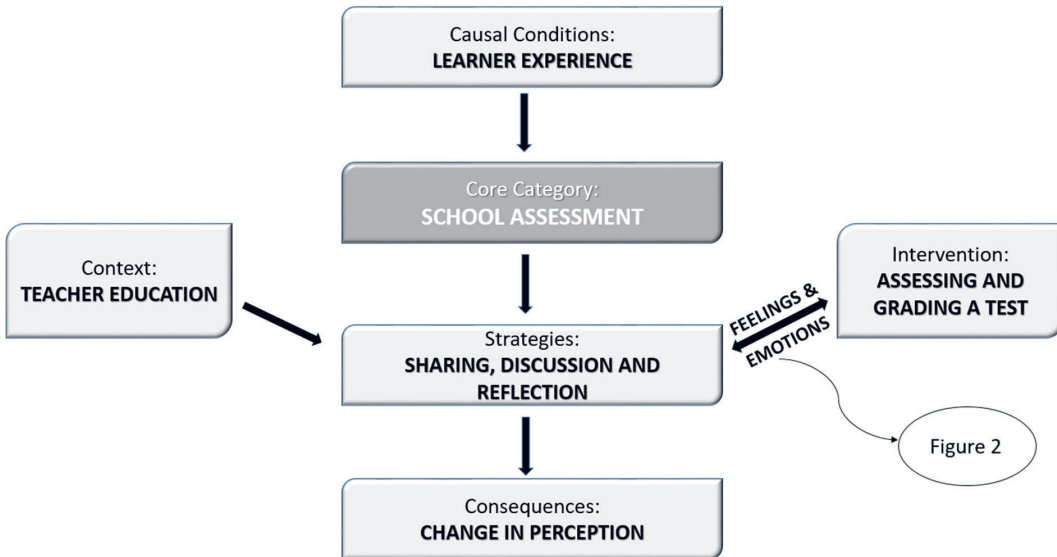 Causal Conditions:
LEARNER EXPERIENCE
Core Category:
SCHOOL ASSESSMENT
Context:
TEACHER EDUCATION
Intervention:
ASSESSING AND
GRADING A TEST
FEELINGS &
EMOTIONS
Strategies:
SHARING, DISCUSSION AND
REFLECTION
Figure 2
Consequences:
CHANGE IN PERCEPTION